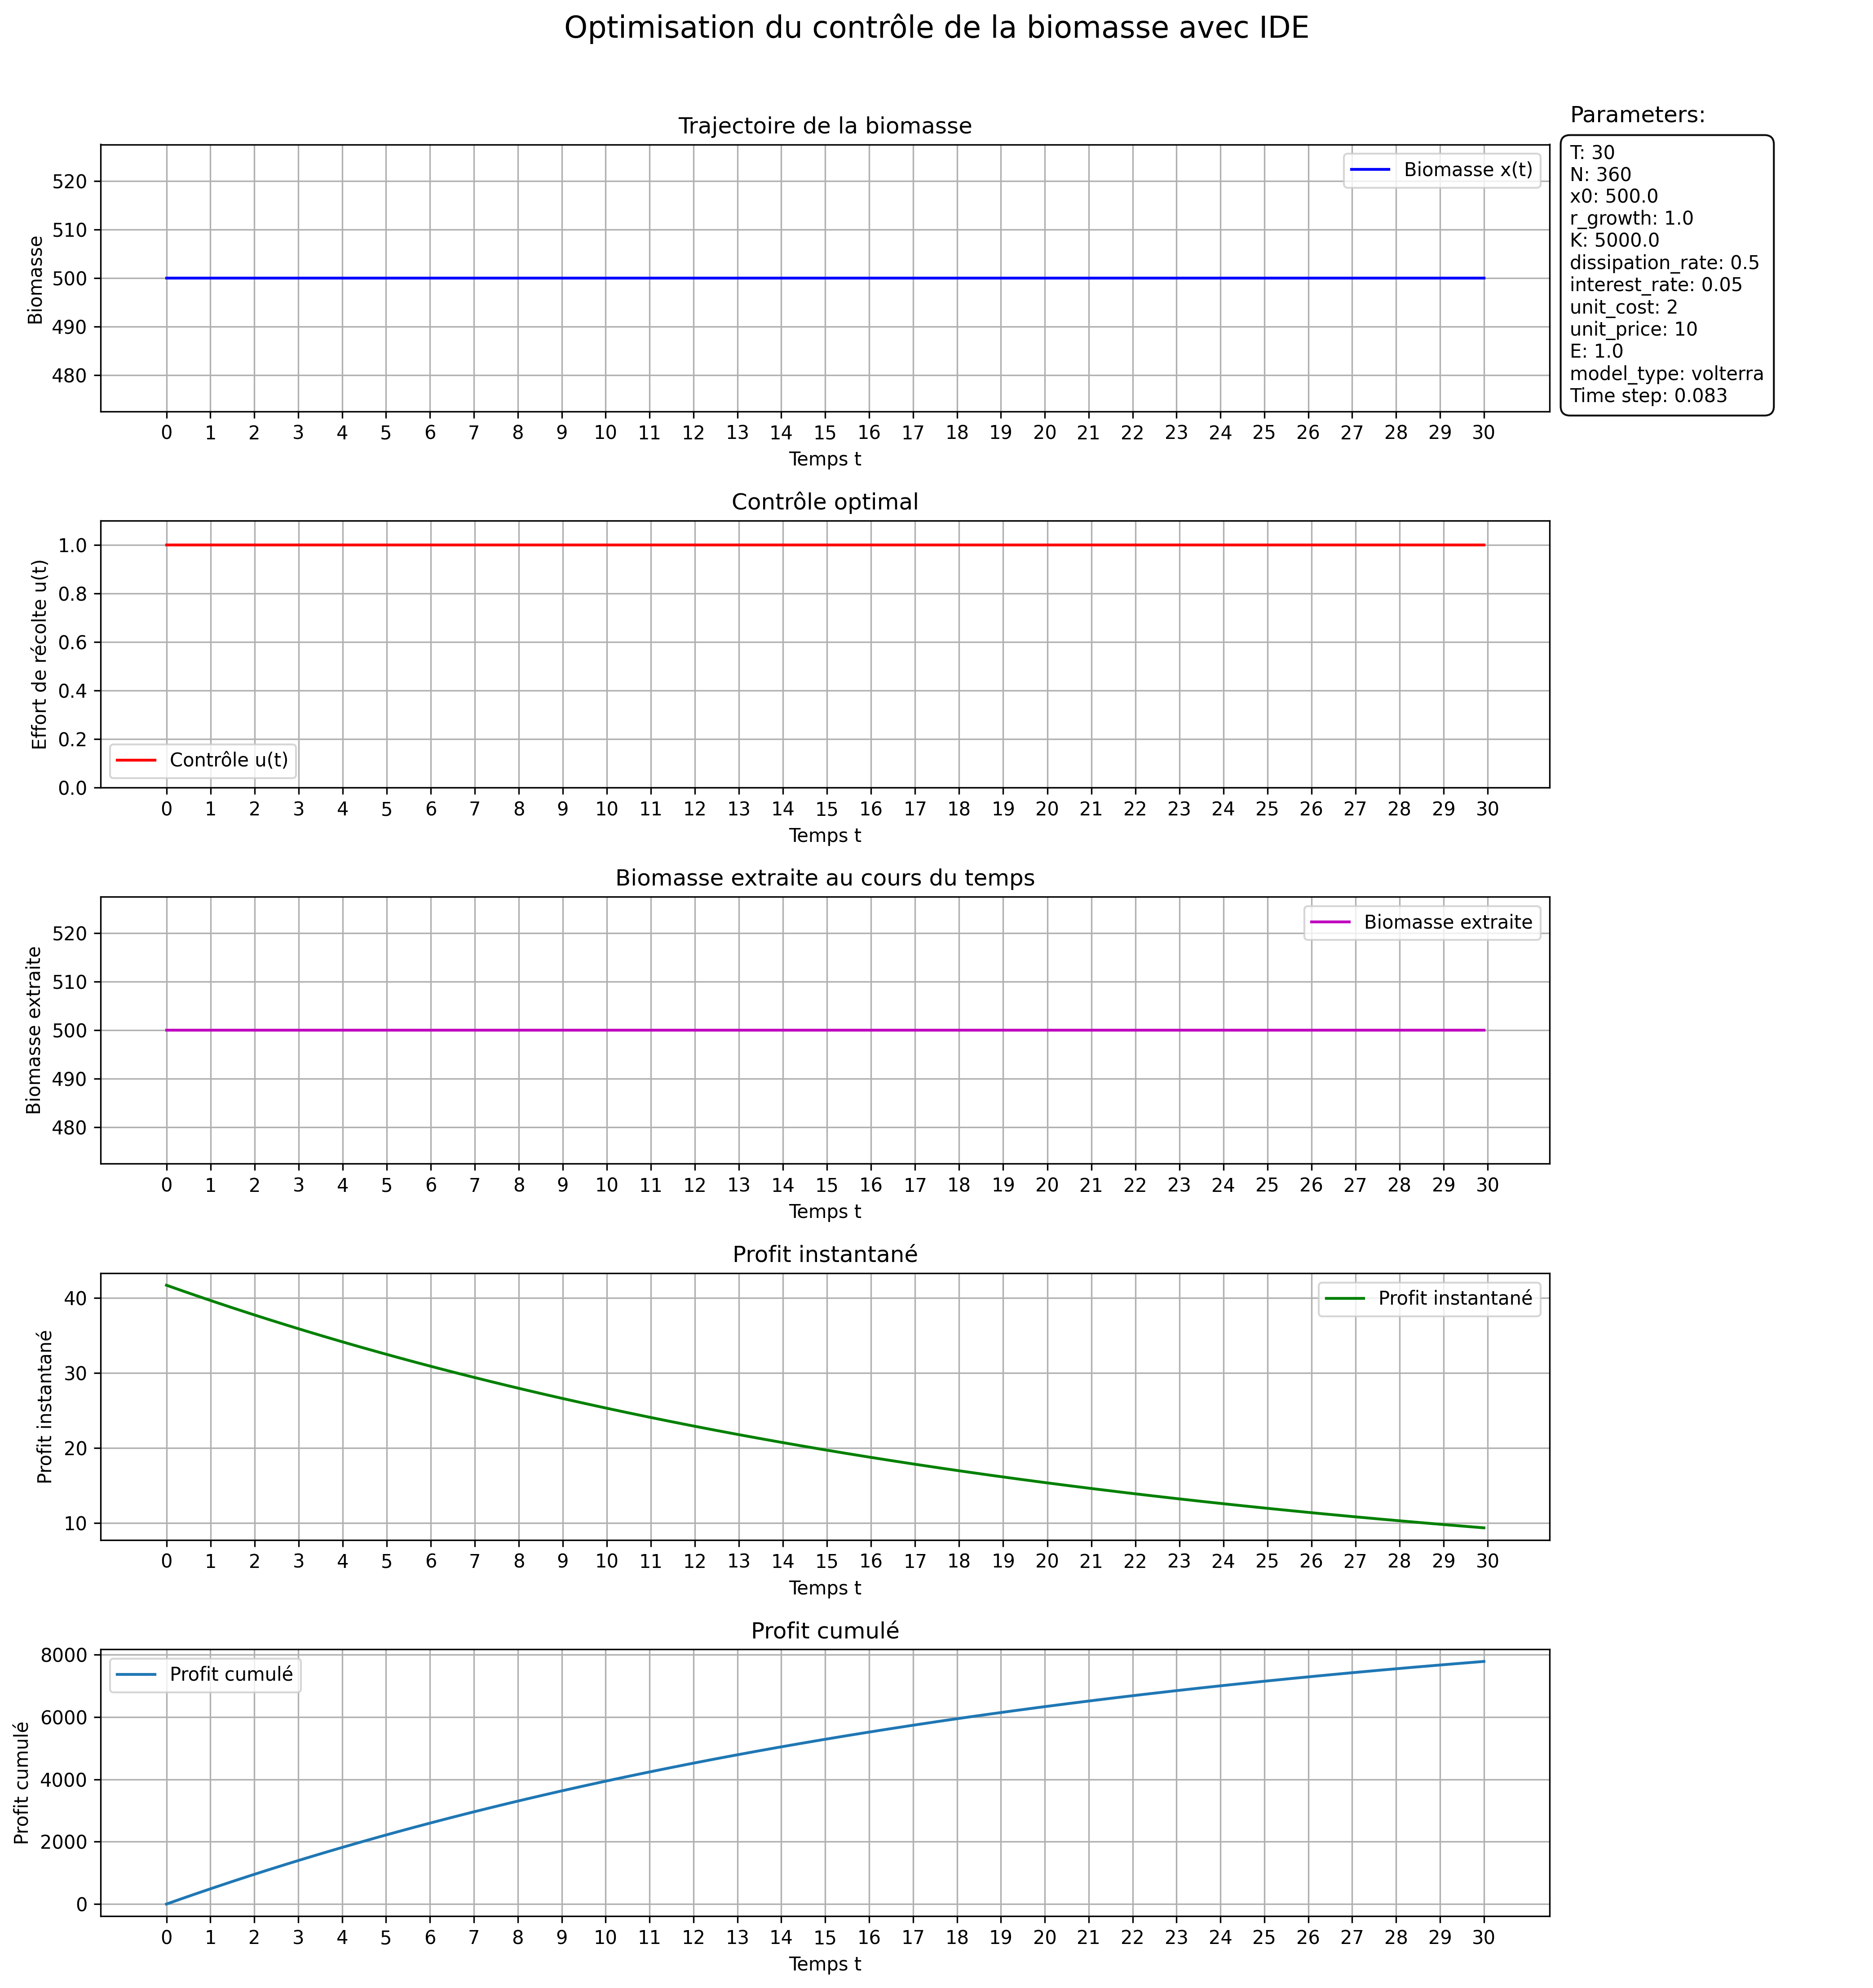 Optimisation du contrôle de la biomasse avec IDE
Trajectoire de la biomasse
Parameters:
T: 30
N: 360
x0: 500.0
r_growth: 1.0
K: 5000.0
dissipation_rate: 0.5
interest_rate: 0.05
unit_cost: 2
unit_price: 10
E: 1.0
model_type: volterra
Time step: 0.083
Biomasse x(t)
Biomasse
520
510
500
490
480
0 1 2 3 4 5 6 7 8 9 10 11 12 13 14 15 16 17 18 19 20 21 22 23 24 25 26 27 28 29 30
Temps t
Contrôle optimal
Effort de récolte u(t)
1.0
0.8
0.6
0.4
0.2
0.0
Contrôle u(t)
0 1 2 3 4 5 6 7 8 9 10 11 12 13 14 15 16 17 18 19 20 21 22 23 24 25 26 27 28 29 30
Temps t
Biomasse extraite au cours du temps
Biomasse extraite
Biomasse extraite
520
510
500
490
480
0 1 2 3 4 5 6 7 8 9 10 11 12 13 14 15 16 17 18 19 20 21 22 23 24 25 26 27 28 29 30
Temps t
Profit instantané
Profit instantané
Profit instantané
40
30
20
10
0 1 2 3 4 5 6 7 8 9 10 11 12 13 14 15 16 17 18 19 20 21 22 23 24 25 26 27 28 29 30
Temps t
Profit cumulé
Profit cumulé
Profit cumulé
8000
6000
4000
2000
0
0 1 2 3 4 5 6 7 8 9 10 11 12 13 14 15 16 17 18 19 20 21 22 23 24 25 26 27 28 29 30
Temps t